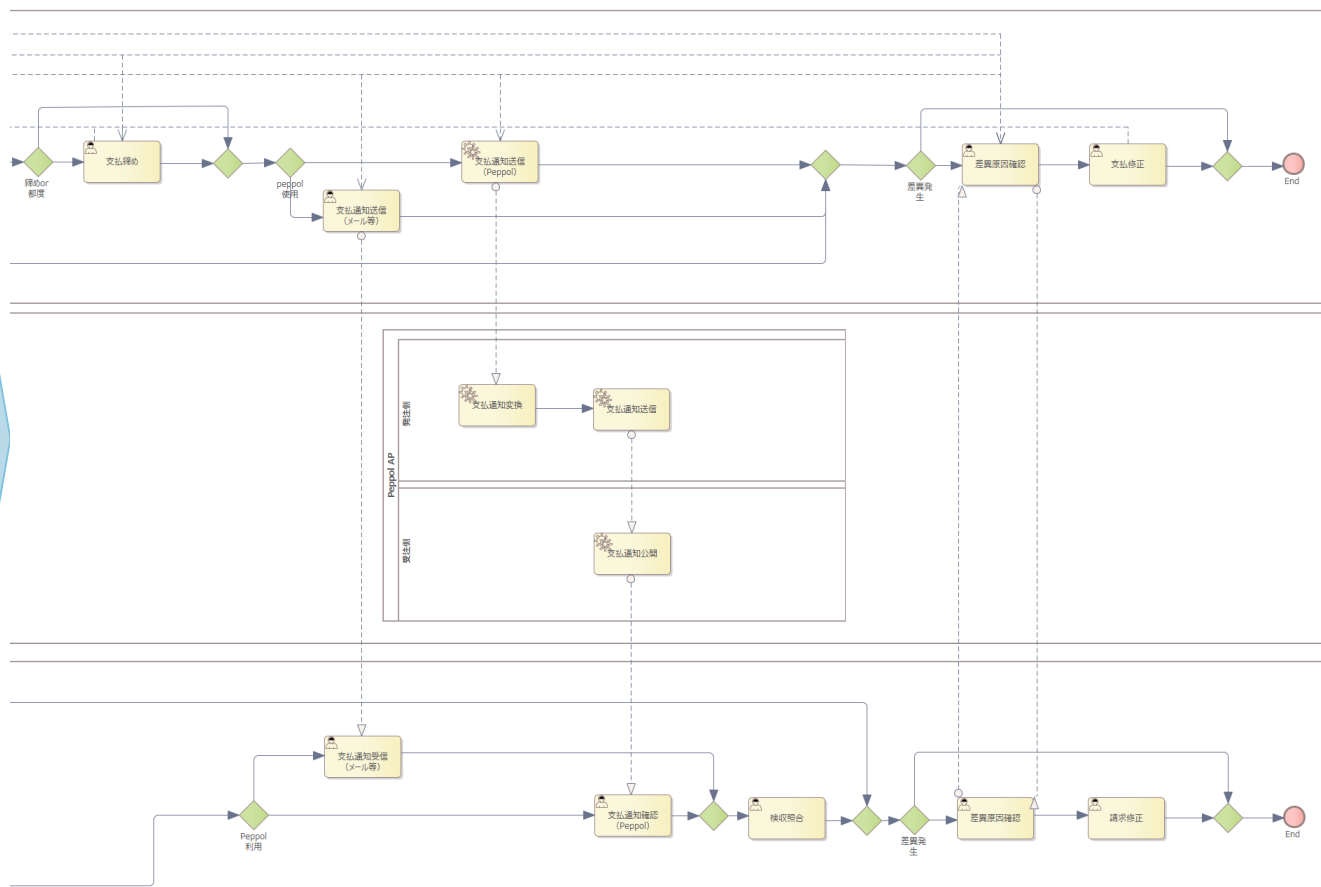 締めor
都度
支払締め
peppol
使用
支払通知送信
（メール等）
支払通知送信
（Peppol）
差異発
生
差異原因確認
支払修正
End
Peppol AP
発注側
支払通知変換
支払通知送信
受注側
支払通知公開
Peppol
利用
支払通知受信
（メール等）
支払通知確認
（Peppol）
検収照合
差異発
生
差異原因確認
請求修正
End